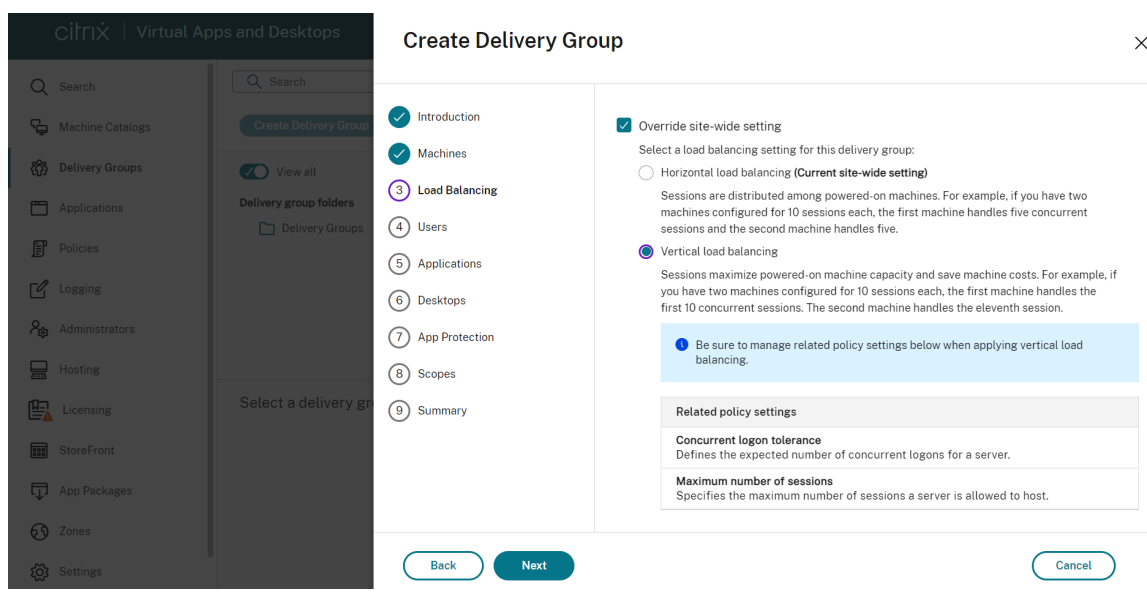 citrix | Virtual Apps and Desktops
Search
Machine Catalogs
Delivery Groups
Applications
Policies
Logging
Administrators
Hosting
Licensing
StoreFront
App Packages
Zones
Settings
Search
Create Delivery Group
View all
Delivery group folders
Delivery Groups
Select a delivery gr
Create Delivery Group
Introduction
Machines
3 Load Balancing
4 Users
5 Applications
6 Desktops
7 App Protection
8 Scopes
9 Summary
Override site-wide setting
Select a load balancing setting for this delivery group:
Horizontal load balancing (Current site-wide setting)
Sessions are distributed among powered-on machines. For example, if you have two
machines configured for 10 sessions each, the first machine handles five concurrent
sessions and the second machine handles five.
Vertical load balancing
Sessions maximize powered-on machine capacity and save machine costs. For example, if
you have two machines configured for 10 sessions each, the first machine handles the
first 10 concurrent sessions. The second machine handles the eleventh session.
Be sure to manage related policy settings below when applying vertical load
balancing.
Related policy settings
Concurrent logon tolerance
Defines the expected number of concurrent logons for a server.
Maximum number of sessions
Specifies the maximum number of sessions a server is allowed to host.
Back
Next
Cancel